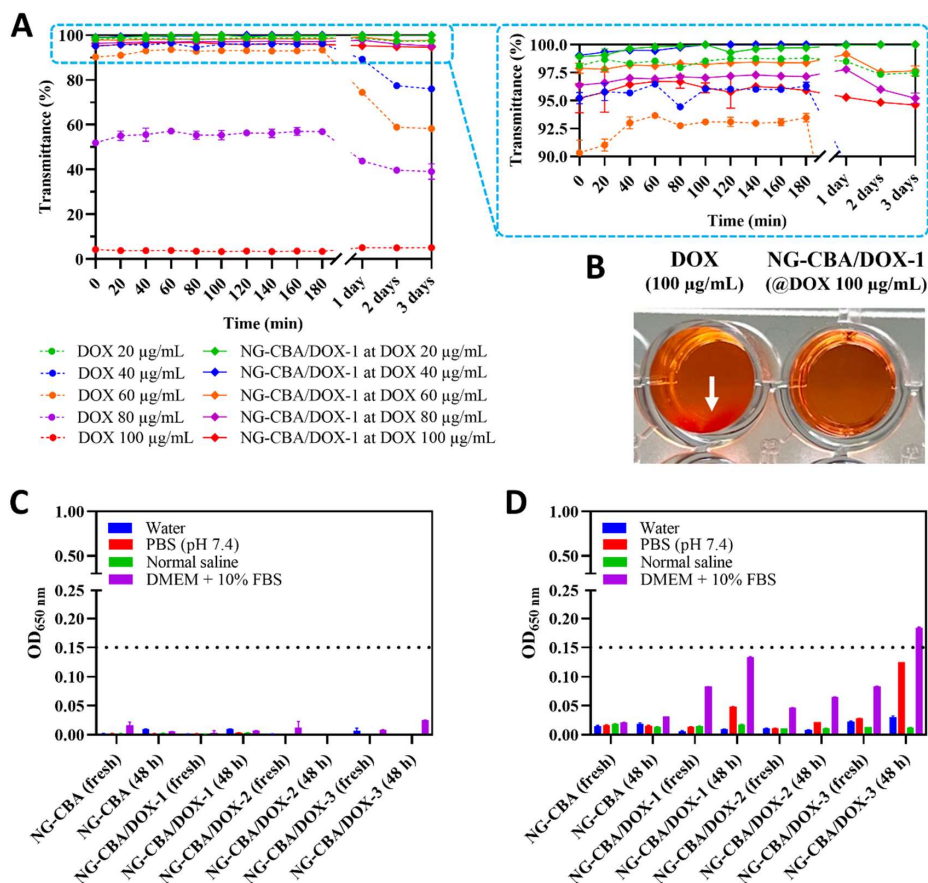 A
Transmittance (%)
100
80
60
40
20
0
0 20 40 60 80 100 120 140 160 180 1 day 2 days 3 days
Time (min)
Transmittance (%)
100.0
97.5
95.0
92.5
90.0
0 20 40 60 80 100 120 140 160 180 1 day 2 days 3 days
Time (min)
DOX 20 µg/mL
DOX 40 µg/mL
DOX 60 µg/mL
DOX 80 µg/mL
DOX 100 µg/mL
NG-CBA/DOX-1 at DOX 20 µg/mL
NG-CBA/DOX-1 at DOX 40 µg/mL
NG-CBA/DOX-1 at DOX 60 µg/mL
NG-CBA/DOX-1 at DOX 80 µg/mL
NG-CBA/DOX-1 at DOX 100 µg/mL
B
DOX
(100 µg/mL)
NG-CBA/DOX-1
(@DOX 100 µg/mL)
C
OD650 nm
1.00
0.50
0.20
0.15
0.10
0.05
0.00
Water
PBS (pH 7.4)
Normal saline
DMEM + 10% FBS
NG-CBA (fresh)
NG-CBA (48 h)
NG-CBA/DOX-1 (fresh)
NG-CBA/DOX-1 (48 h)
NG-CBA/DOX-2 (fresh)
NG-CBA/DOX-2 (48 h)
NG-CBA/DOX-3 (fresh)
NG-CBA/DOX-3 (48 h)
D
OD650 nm
1.00
0.50
0.20
0.15
0.10
0.05
0.00
Water
PBS (pH 7.4)
Normal saline
DMEM + 10% FBS
NG-CBA (fresh)
NG-CBA (48 h)
NG-CBA/DOX-1 (fresh)
NG-CBA/DOX-1 (48 h)
NG-CBA/DOX-2 (fresh)
NG-CBA/DOX-2 (48 h)
NG-CBA/DOX-3 (fresh)
NG-CBA/DOX-3 (48 h)